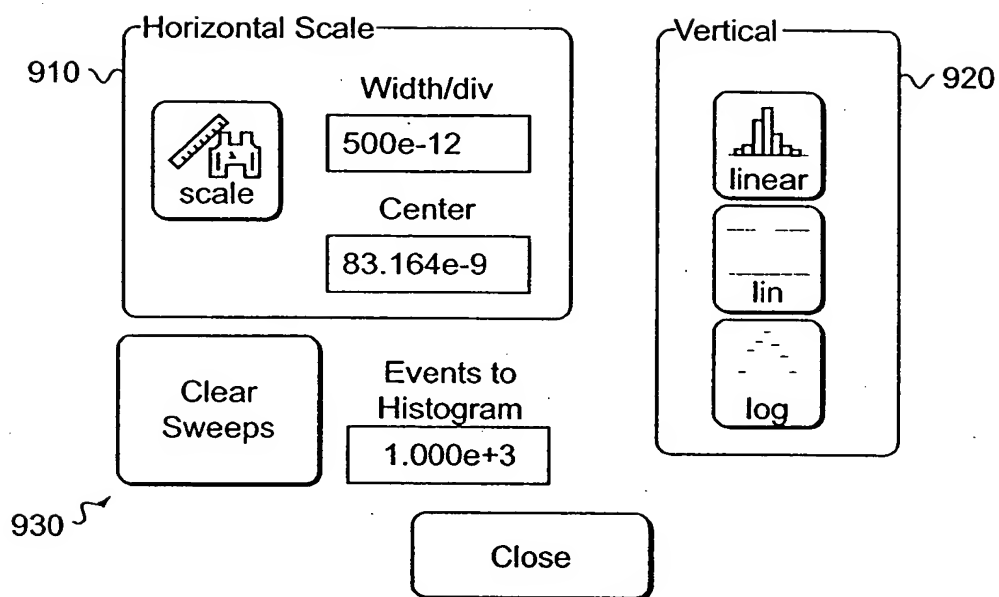 Horizontal Scale
910
Width/div
500e-12
scale
Center
83.164e-9
Vertical
920
linear
lin
log
Clear
Sweeps
Events to
Histogram
1.000e+3
930
Close